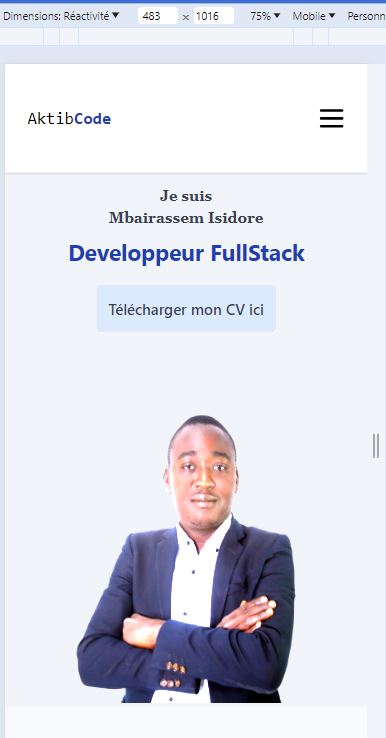 Dimensions: Réactivité ▼ 483 × 1016 75% ▼ Mobile ▼ Personn
AktibCode
Je suis
Mbairassem Isidore
Developpeur FullStack
Télécharger mon CV ici